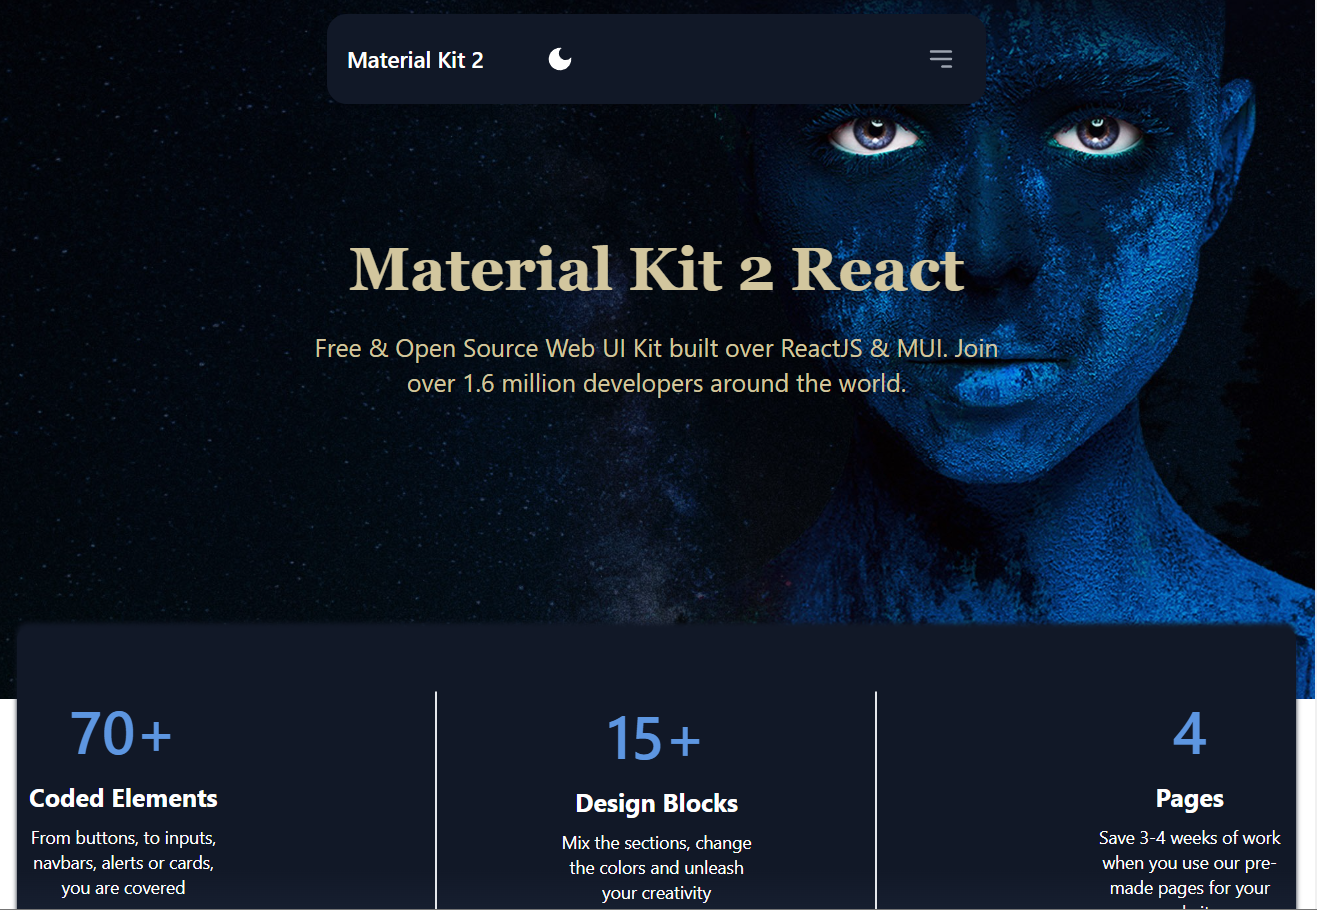 Material Kit 2
Material Kit 2 React
Free & Open Source Web UI Kit built over ReactJS & MUI. Join
over 1.6 million developers around the world.
70+
Coded Elements
From buttons, to inputs,
navbars, alerts or cards,
you are covered
15+
Design Blocks
Mix the sections, change
the colors and unleash
your creativity
4
Pages
Save 3-4 weeks of work
when you use our pre-
made pages for your